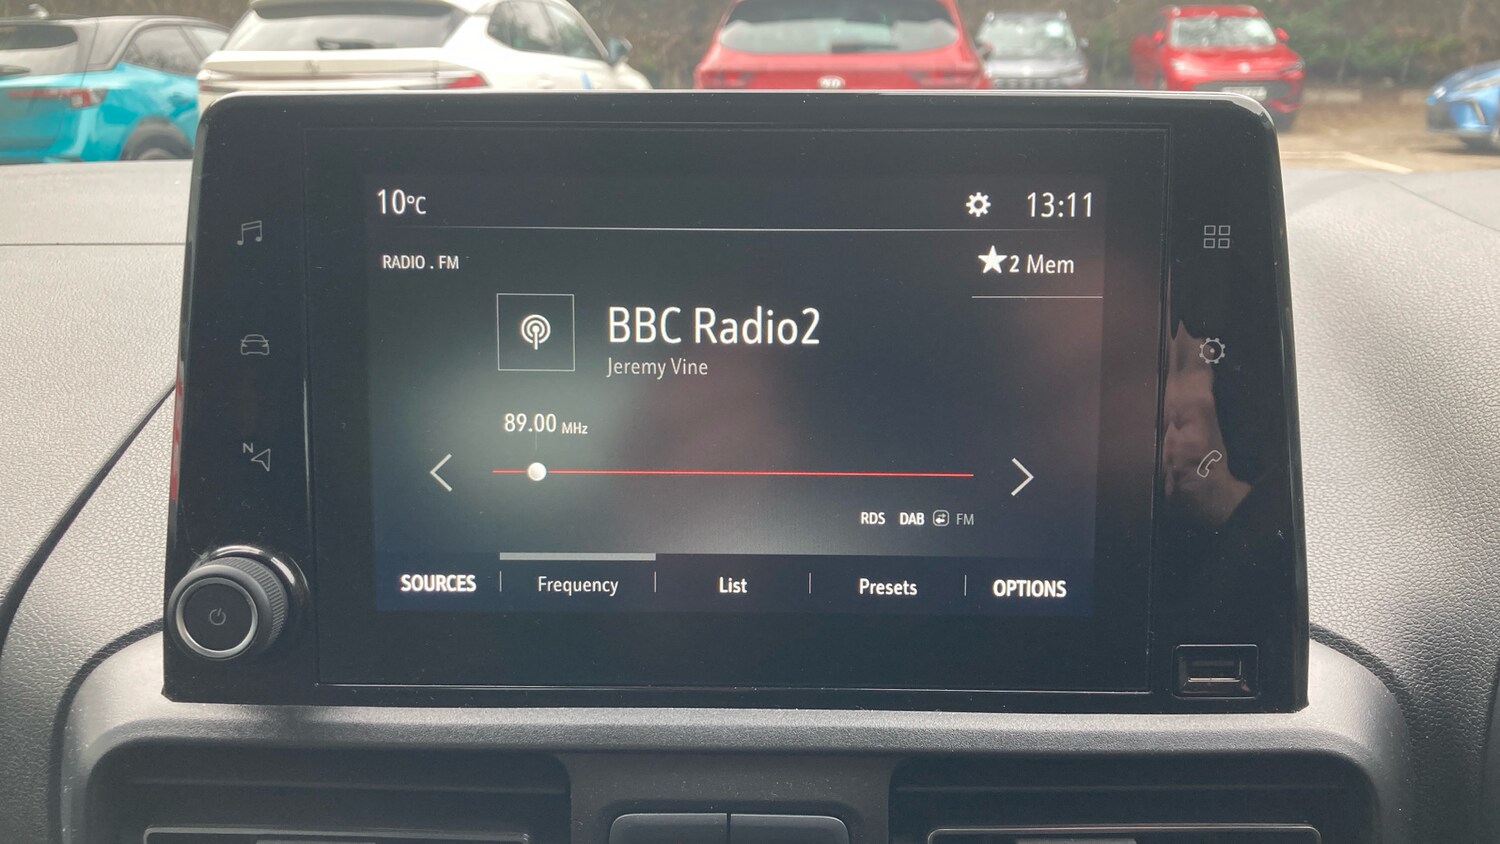 10°C
13:11
RADIO . FM
2 Mem
BBC Radio2
Jeremy Vine
89.00 MHz
RDS DAB FM
SOURCES Frequency List Presets OPTIONS
N